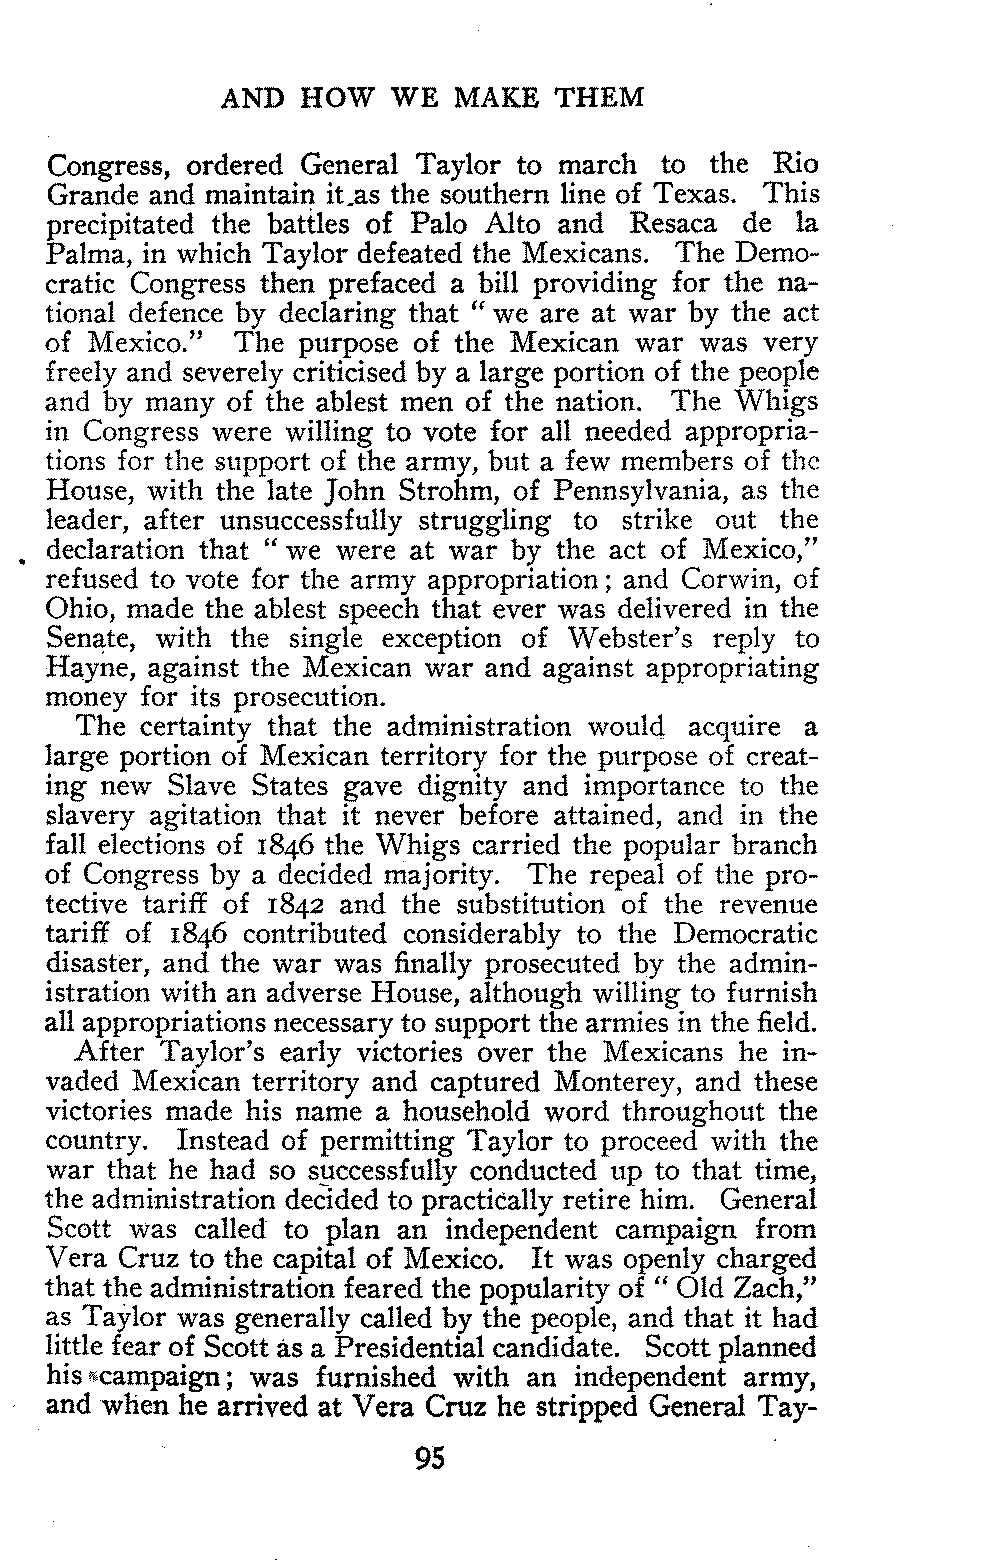 AND HOW WE MAKE THEM
Congress, ordered General Taylor to march to the Rio
Grande and maintain it as the southern line of Texas. This
precipitated the battles of Palo Alto and Resaca de la
Palma, in which Taylor defeated the Mexicans. The Demo-
cratic Congress then prefaced a bill providing for the na-
tional defence by declaring that “ we are at war by the act
of Mexico.” The purpose of the Mexican war was very
freely and severely criticised by a large portion of the people
and by many of the ablest men of the nation. The Whigs
in Congress were willing to vote for all needed appropria-
tions for the support of the army, but a few members of the
House, with the late John Strohm, of Pennsylvania, as the
leader, after unsuccessfully struggling to strike out the
declaration that “ we were at war by the act of Mexico,”
refused to vote for the army appropriation; and Corwin, of
Ohio, made the ablest speech that ever was delivered in the
Senate, with the single exception of Webster’s reply to
Hayne, against the Mexican war and against appropriating
money for its prosecution.
The certainty that the administration would acquire a
large portion of Mexican territory for the purpose of creat-
ing new Slave States gave dignity and importance to the
slavery agitation that it never before attained, and in the
fall elections of 1846 the Whigs carried the popular branch
of Congress by a decided majority. The repeal of the pro-
tective tariff of 1842 and the substitution of the revenue
tariff of 1846 contributed considerably to the Democratic
disaster, and the war was finally prosecuted by the admin-
istration with an adverse House, although willing to furnish
all appropriations necessary to support the armies in the field.
After Taylor’s early victories over the Mexicans he in-
vaded Mexican territory and captured Monterey, and these
victories made his name a household word throughout the
country. Instead of permitting Taylor to proceed with the
war that he had so successfully conducted up to that time,
the administration decided to practically retire him. General
Scott was called to plan an independent campaign from
Vera Cruz to the capital of Mexico. It was openly charged
that the administration feared the popularity of “ Old Zach,”
as Taylor was generally called by the people, and that it had
little fear of Scott as a Presidential candidate. Scott planned
his campaign; was furnished with an independent army,
and when he arrived at Vera Cruz he stripped General Tay-
95